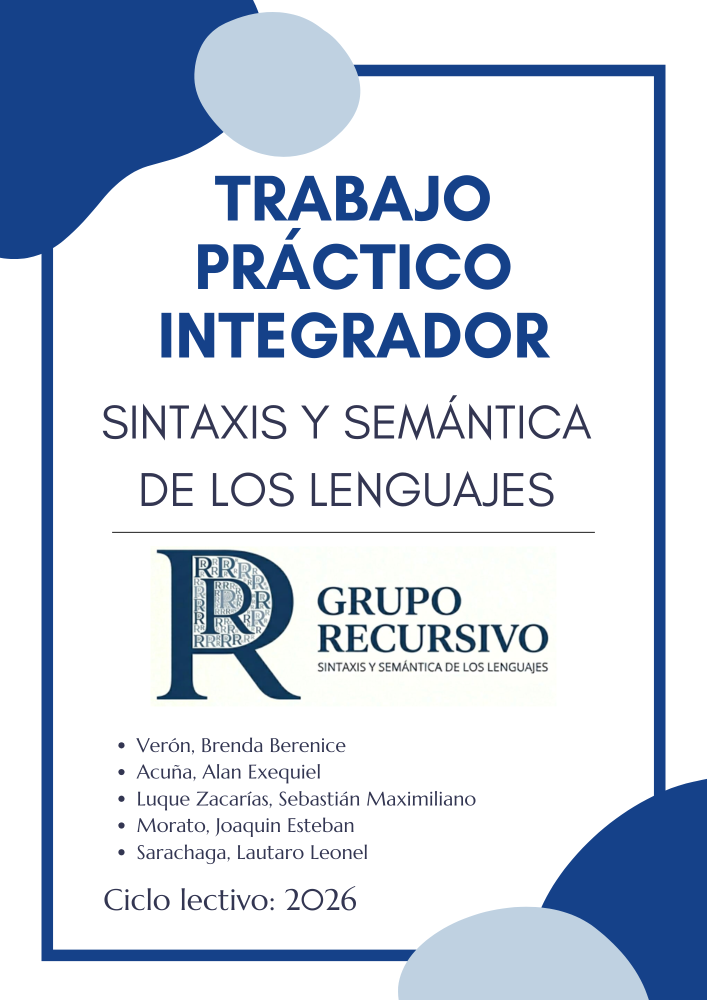 TRABAJO
PRÁCTICO
INTEGRADOR
SINTAXIS Y SEMÁNTICA
DE LOS LENGUAJES
R
GRUPO
RECURSIVO
SINTAXIS Y SEMÁNTICA DE LOS LENGUAJES
• Verón, Brenda Berenice
• Acuña, Alan Exequiel
• Luque Zacarías, Sebastián Maximiliano
• Morato, Joaquin Esteban
• Sarachaga, Lautaro Leonel
Ciclo lectivo: 2026